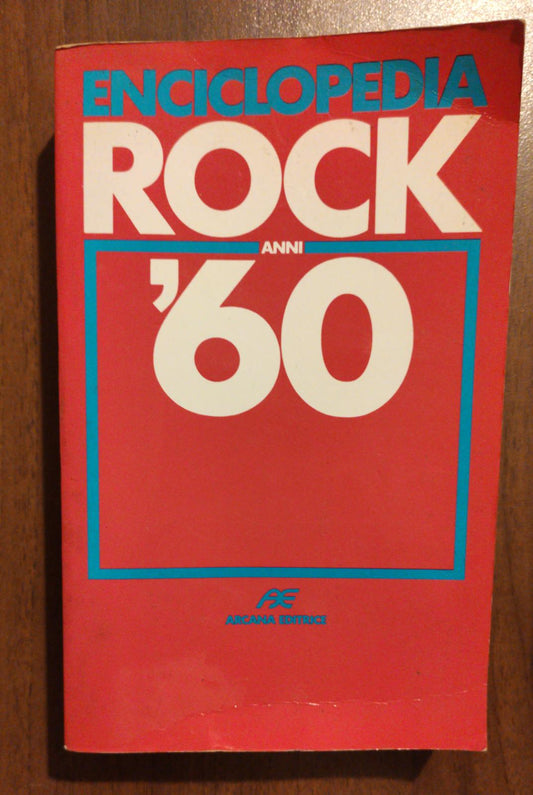 ENCICLOPEDIA
ROCK
ANNI
'60
AE
ARCANA EDITRICE